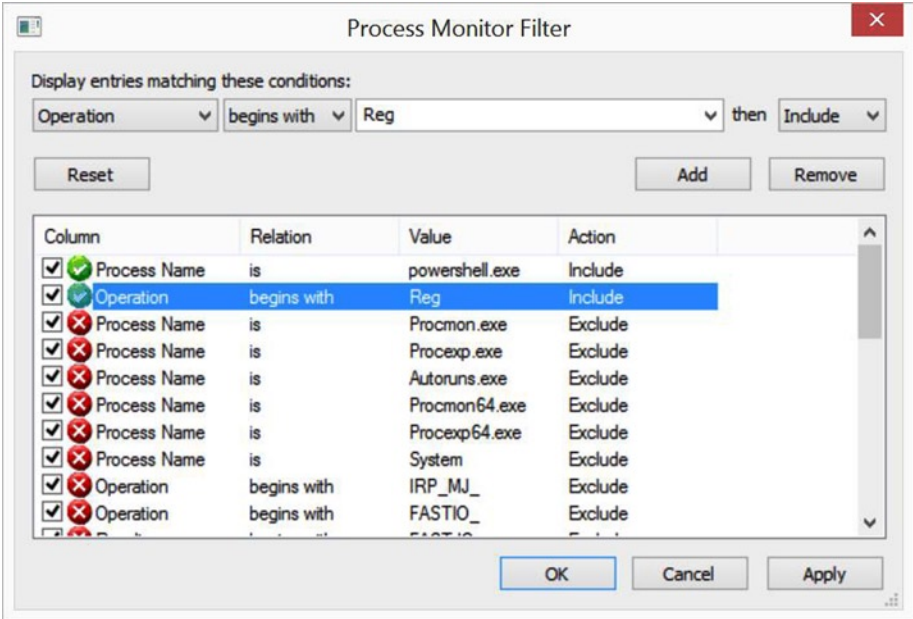 Process Monitor Filter
Display entries matching these conditions:
Operation begins with Reg then Include
Reset Add Remove
Column Relation Value Action
Process Name is powershell.exe Include
Operation begins with Reg Include
Process Name is Procmon.exe Exclude
Process Name is Procexp.exe Exclude
Process Name is Autoruns.exe Exclude
Process Name is Procmon64.exe Exclude
Process Name is Procexp64.exe Exclude
Process Name is System Exclude
Operation begins with IRP_MJ_ Exclude
Operation begins with FASTIO_ Exclude
OK Cancel Apply